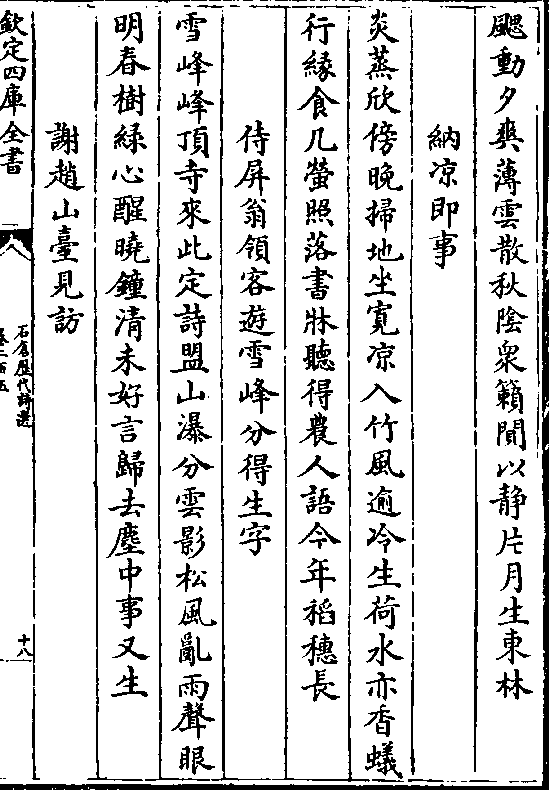 颸動夕爽薄雲散秋陰衆籟閒以静片月生東林
納凉即事
炎蒸欣傍晚掃地坐寛凉入竹風逾冷生荷水亦香蟻
行縁食几螢照落書牀聽得農人語今年稻穗長
侍屏翁領客遊雪峰分得生字
雪峰峰頂寺來此定詩盟山瀑分雲影松風亂雨聲眼
明春樹緑心醒曉鐘清未好言歸去塵中事又生
謝趙山臺見訪
欽定四庫全書
石倉歴代詩選
卷二百五
十八